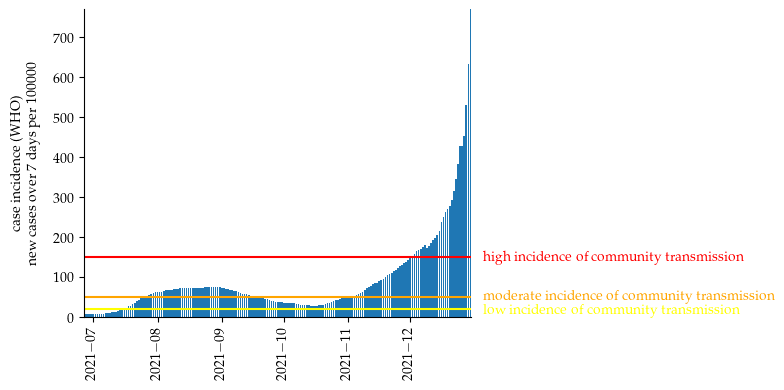 case incidence (WHO)
new cases over 7 days per 100000
700
600
500
400
300
200
100
0
high incidence of community transmission
moderate incidence of community transmission
low incidence of community transmission
2021−07
2021−08
2021−09
2021−10
2021−11
2021−12